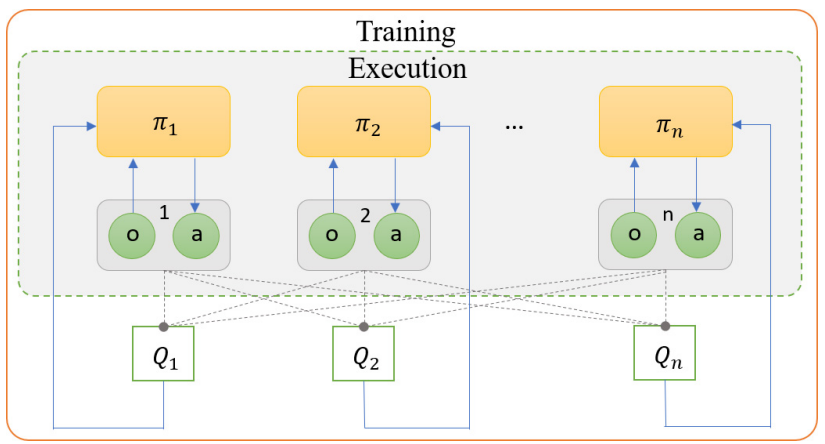 Training
Execution
π₁ π₂ ... πₙ
1 2 n
o a o a o a
Q₁ Q₂ Qₙ